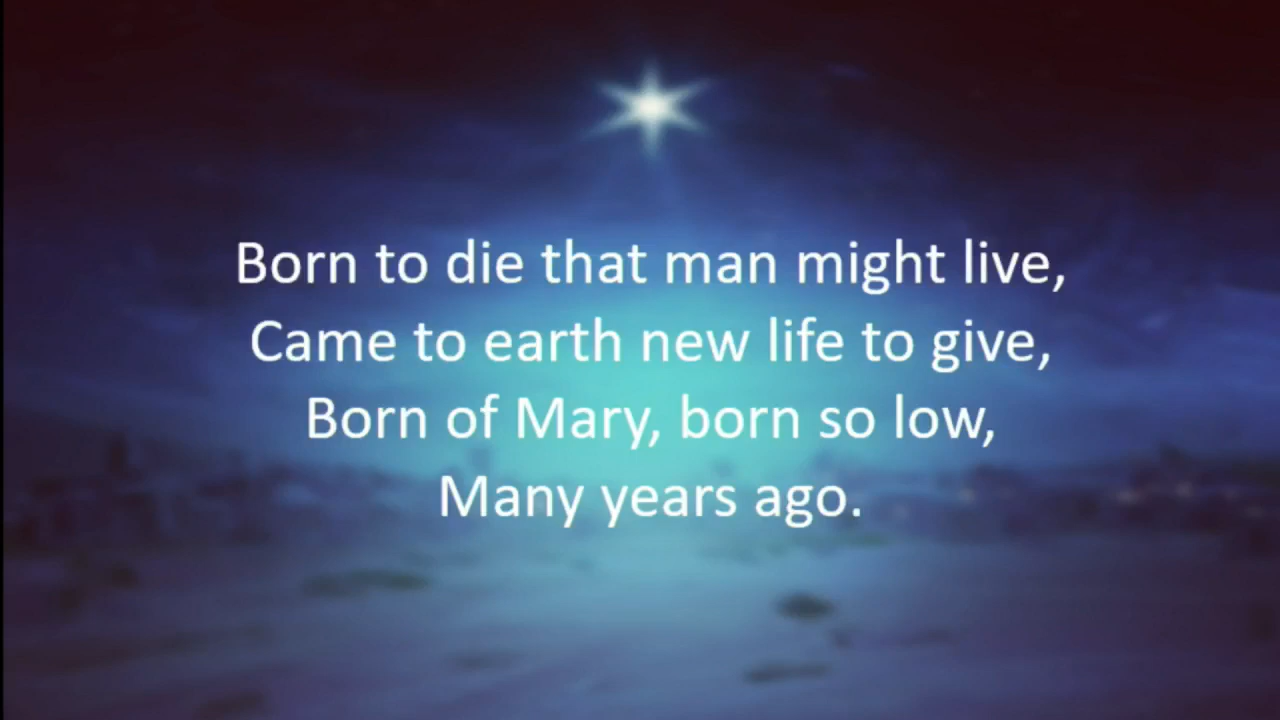 Born to die that man might live,
Came to earth new life to give,
Born of Mary, born so low,
Many years ago.